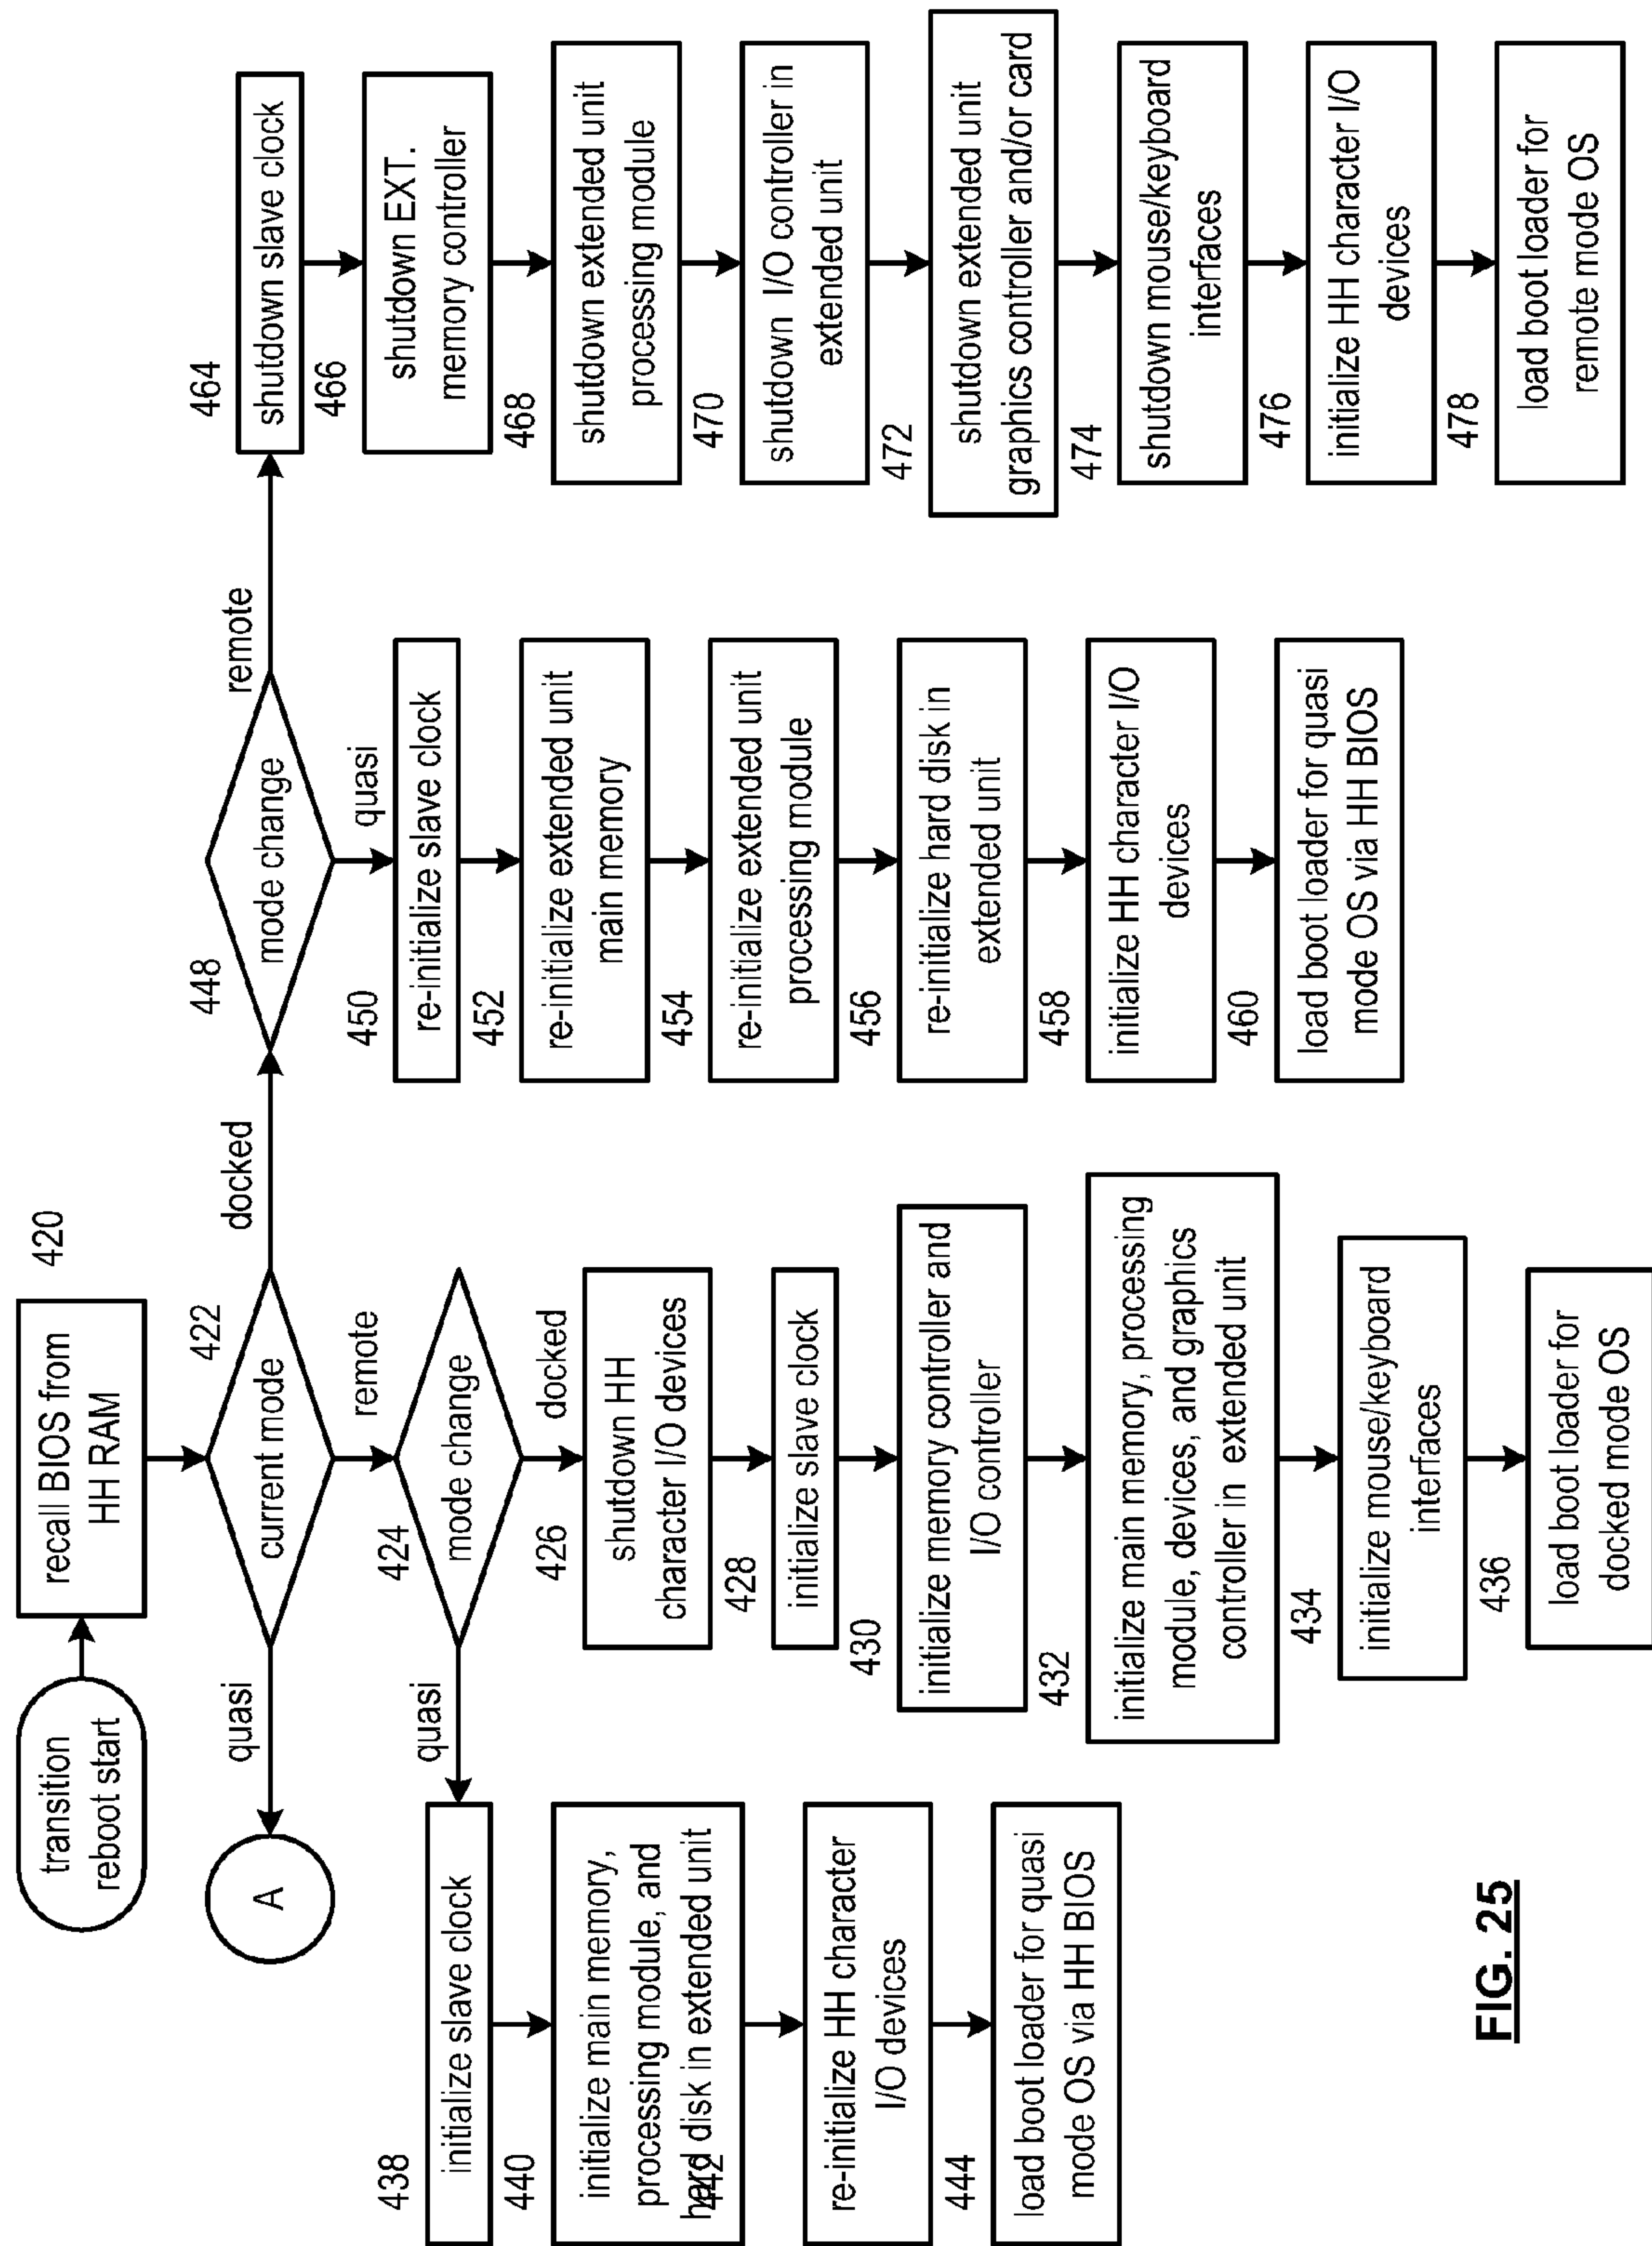 transition
reboot start
recall BIOS from
HH RAM
420
422
current mode
quasi
A
docked
remote
424
mode change
quasi
438
initialize slave clock
440
initialize main memory,
processing module, and
hard disk in extended unit
442
re-initialize HH character
I/O devices
444
load boot loader for quasi
mode OS via HH BIOS
docked
426
shutdown HH
character I/O devices
428
initialize slave clock
430
initialize memory controller and
I/O controller
432
initialize main memory, processing
module, devices, and graphics
controller in extended unit
434
initialize mouse/keyboard
interfaces
436
load boot loader for
docked mode OS
448
mode change
quasi
450
re-initialize slave clock
452
re-initialize extended unit
main memory
454
re-initialize extended unit
processing module
456
re-initialize hard disk in
extended unit
458
initialize HH character I/O
devices
460
load boot loader for quasi
mode OS via HH BIOS
remote
464
shutdown slave clock
466
shutdown EXT.
memory controller
468
shutdown extended unit
processing module
470
shutdown I/O controller in
extended unit
472
shutdown extended unit
graphics controller and/or card
474
shutdown mouse/keyboard
interfaces
476
initialize HH character I/O
devices
478
load boot loader for
remote mode OS
FIG. 25